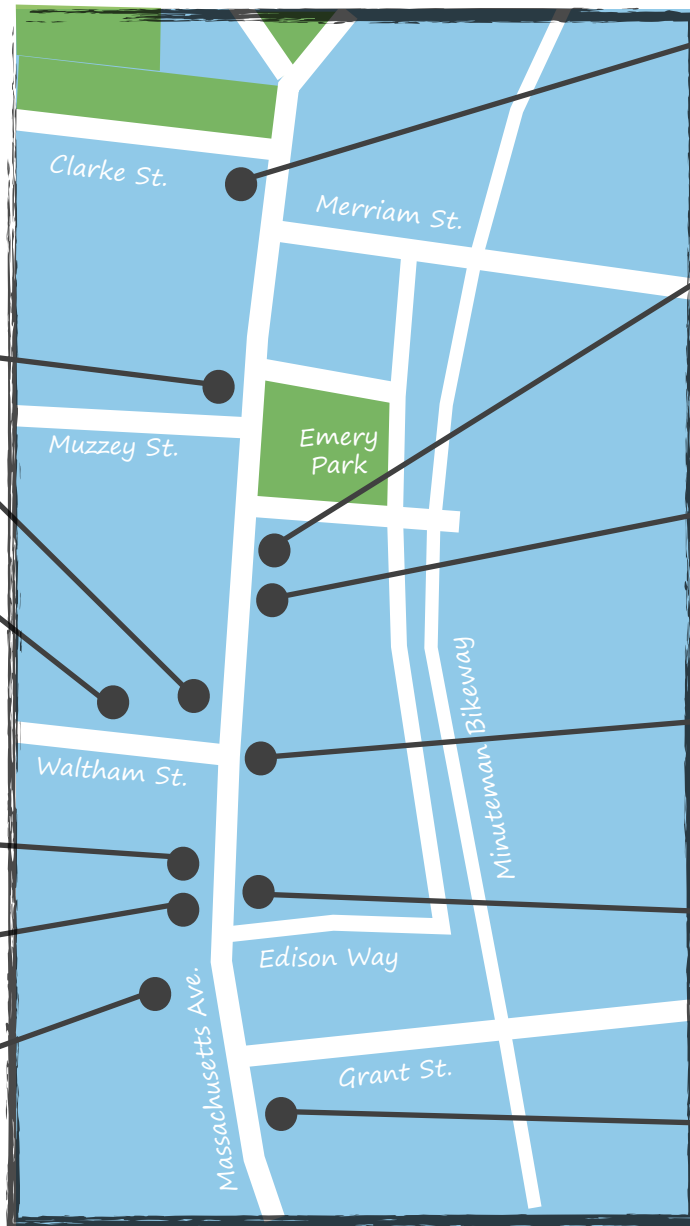 Clarke St.
Merriam St.
Emery
Park
Muzzey St.
Minuteman Bikeway
Waltham St.
Edison Way
Massachusetts Ave.
Grant St.